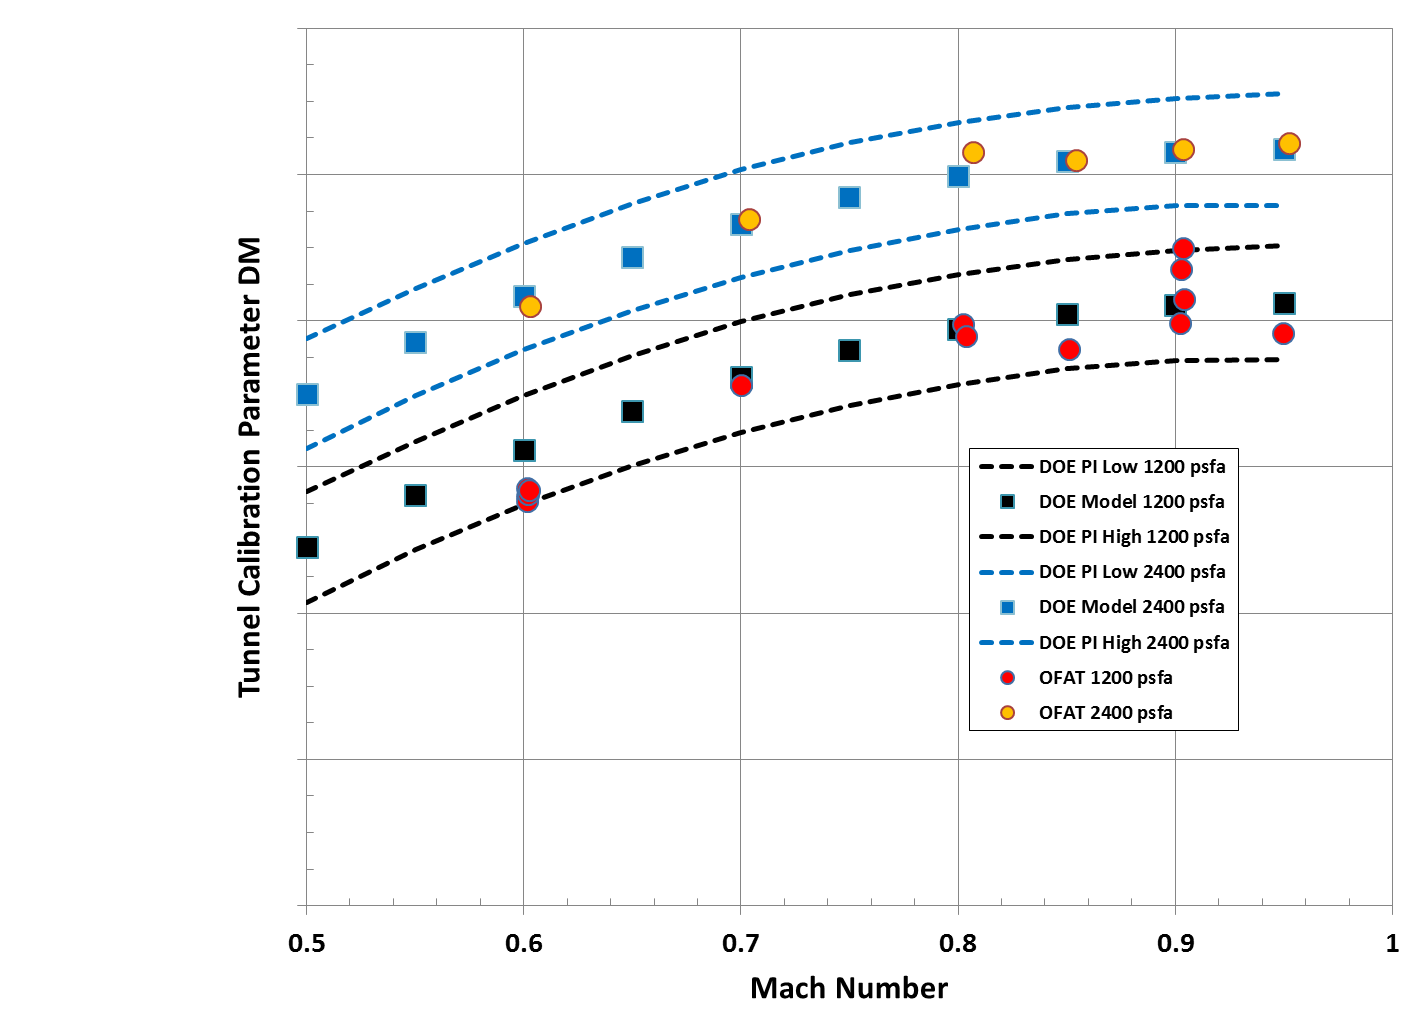 Tunnel Calibration Parameter DM
DOE PI Low 1200 psfa
DOE Model 1200 psfa
DOE PI High 1200 psfa
DOE PI Low 2400 psfa
DOE Model 2400 psfa
DOE PI High 2400 psfa
OFAT 1200 psfa
OFAT 2400 psfa
0.5 0.6 0.7 0.8 0.9 1
Mach Number